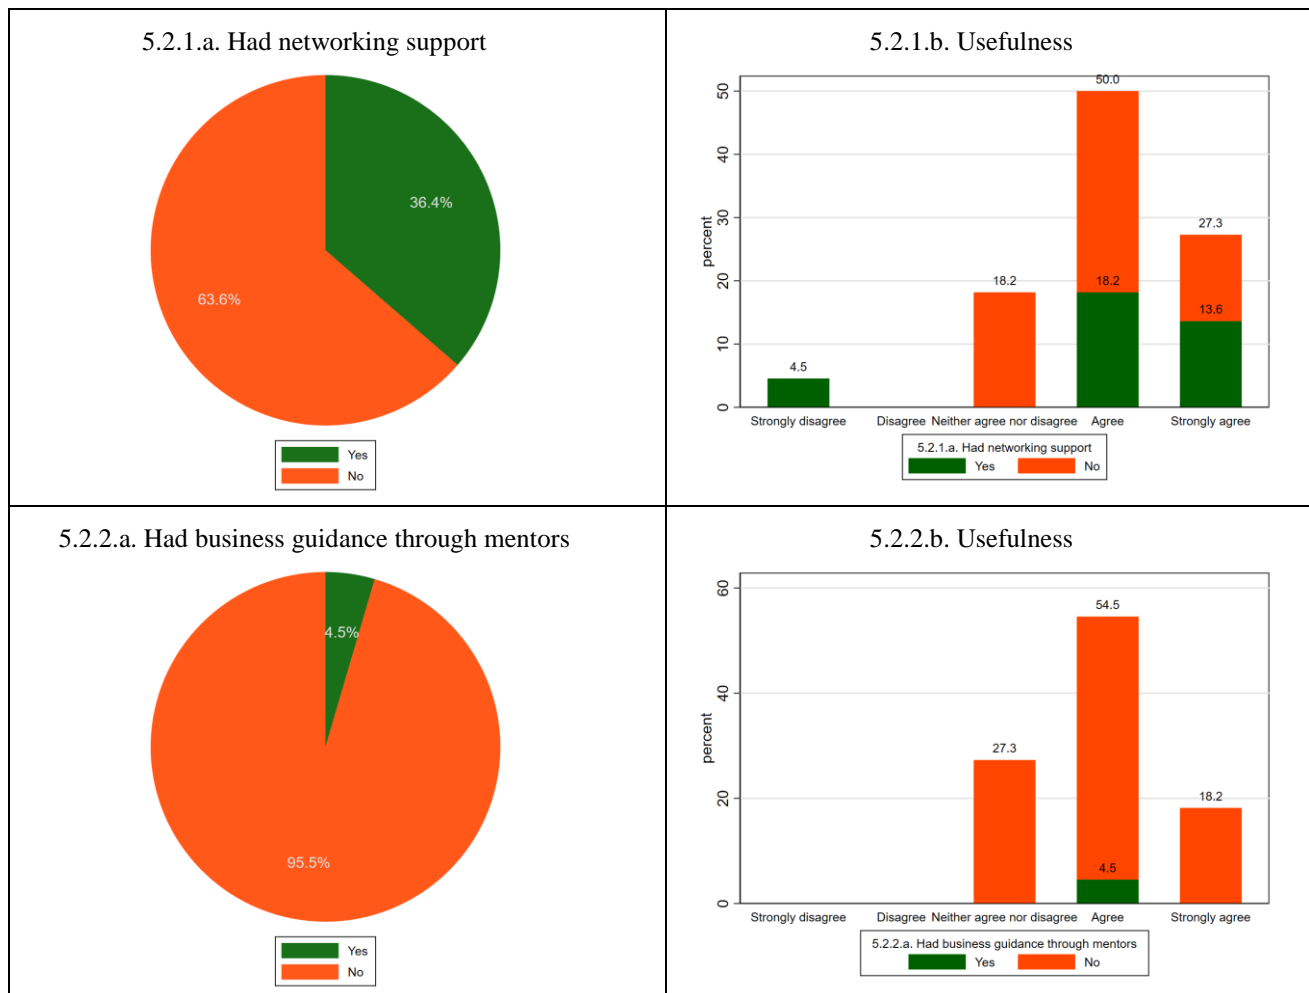 5.2.1.a. Had networking support
36.4%
63.6%
Yes
No
5.2.1.b. Usefulness
percent
50
40
30
20
10
0
4.5
18.2
50.0
18.2
27.3
13.6
Strongly disagree
Disagree
Neither agree nor disagree
Agree
Strongly agree
5.2.1.a. Had networking support
Yes No
5.2.2.a. Had business guidance through mentors
4.5%
95.5%
Yes
No
5.2.2.b. Usefulness
percent
60
40
20
0
27.3
54.5
4.5
18.2
Strongly disagree
Disagree
Neither agree nor disagree
Agree
Strongly agree
5.2.2.a. Had business guidance through mentors
Yes No